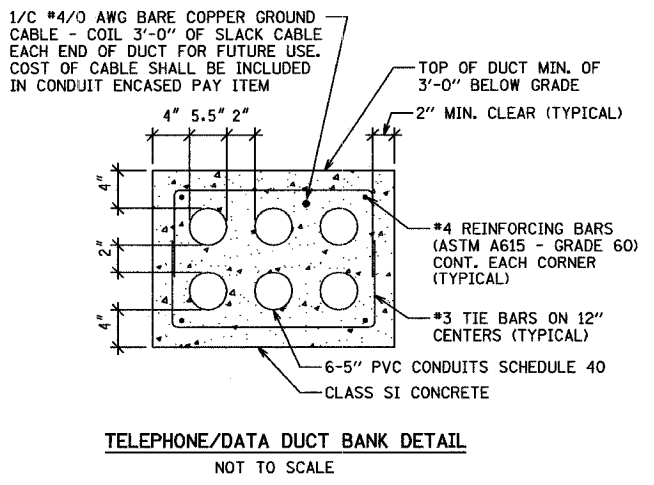 1/C #4/0 AWG BARE COPPER GROUND
CABLE - COIL 3'-0" OF SLACK CABLE
EACH END OF DUCT FOR FUTURE USE.
COST OF CABLE SHALL BE INCLUDED
IN CONDUIT ENCASED PAY ITEM
TOP OF DUCT MIN. OF
3'-0" BELOW GRADE
2" MIN. CLEAR (TYPICAL)
4" 5.5" 2"
4"
2"
4"
#4 REINFORCING BARS
(ASTM A615 - GRADE 60)
CONT. EACH CORNER
(TYPICAL)
#3 TIE BARS ON 12"
CENTERS (TYPICAL)
6-5" PVC CONDUITS SCHEDULE 40
CLASS SI CONCRETE
TELEPHONE/DATA DUCT BANK DETAIL
NOT TO SCALE